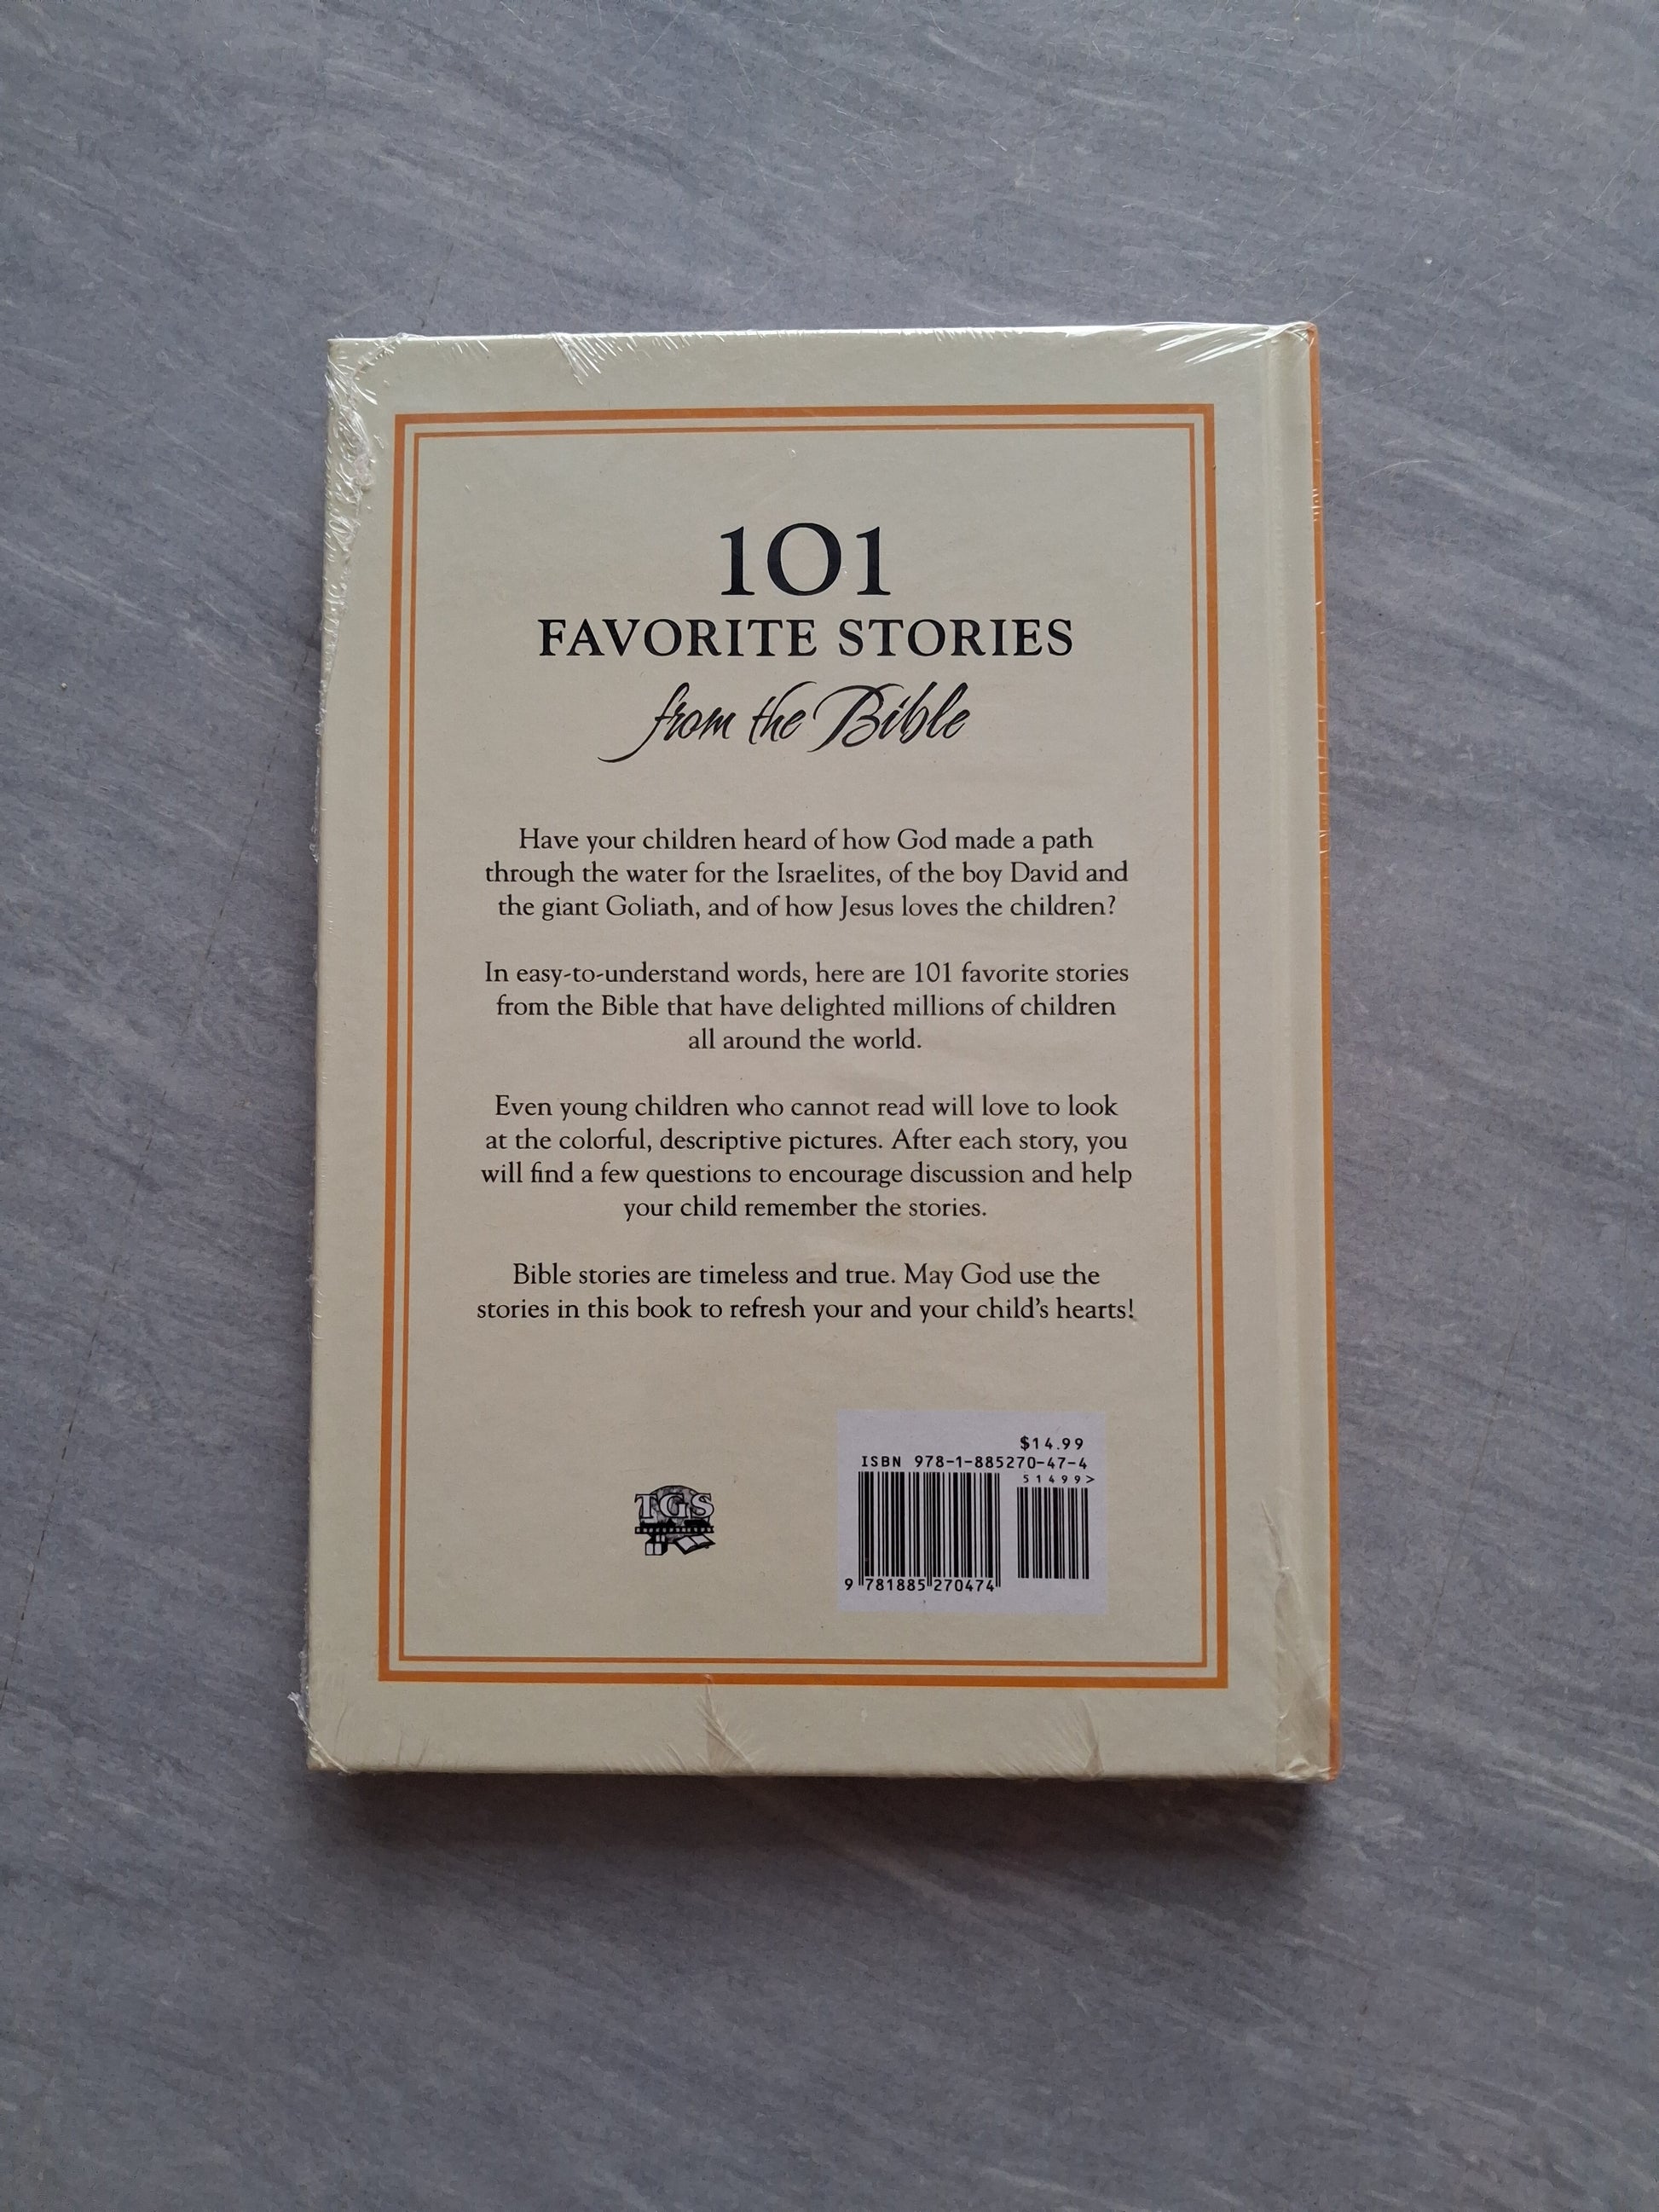 101
FAVORITE STORIES
from the Bible
Have your children heard of how God made a path
through the water for the Israelites, of the boy David and
the giant Goliath, and of how Jesus loves the children?
In easy-to-understand words, here are 101 favorite stories
from the Bible that have delighted millions of children
all around the world.
Even young children who cannot read will love to look
at the colorful, descriptive pictures. After each story, you
will find a few questions to encourage discussion and help
your child remember the stories.
Bible stories are timeless and true. May God use the
stories in this book to refresh your and your child's hearts!
TGS
$14.99
ISBN 978-1-885270-47-4
51499>
9 781885 270474